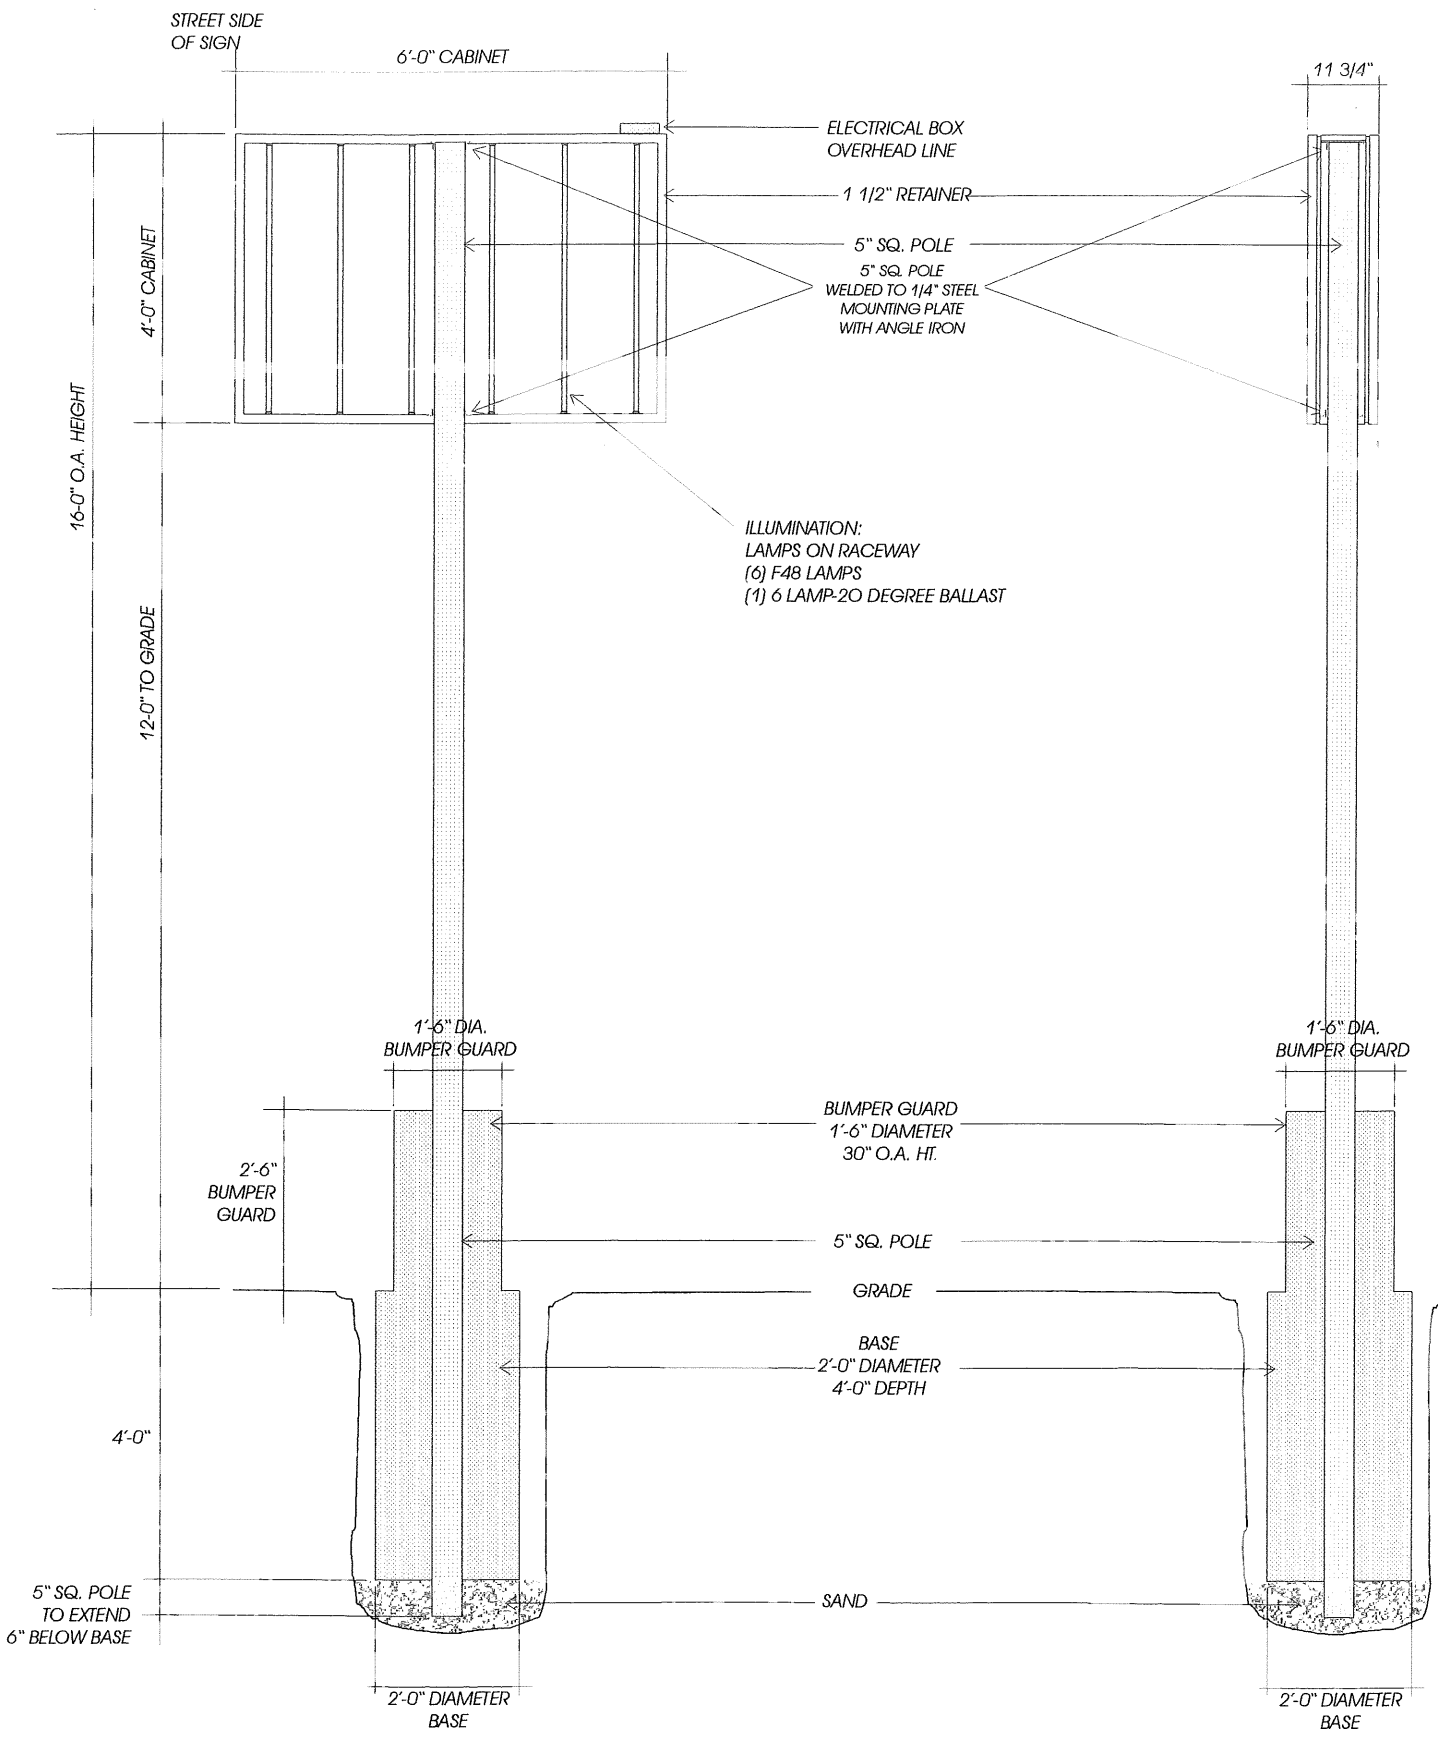 STREET SIDE
OF SIGN
6'-0" CABINET
11 3/4"
ELECTRICAL BOX
OVERHEAD LINE
1 1/2" RETAINER
5" SQ. POLE
5" SQ. POLE
WELDED TO 1/4" STEEL
MOUNTING PLATE
WITH ANGLE IRON
4'-0" CABINET
16-0" O.A. HEIGHT
ILLUMINATION:
LAMPS ON RACEWAY
(6) F48 LAMPS
(1) 6 LAMP-20 DEGREE BALLAST
12-0" TO GRADE
1'-6" DIA.
BUMPER GUARD
1'-6" DIA.
BUMPER GUARD
BUMPER GUARD
1'-6" DIAMETER
30" O.A. HT.
2'-6"
BUMPER
GUARD
5" SQ. POLE
GRADE
BASE
2'-0" DIAMETER
4'-0" DEPTH
4'-0"
5" SQ. POLE
TO EXTEND
6" BELOW BASE
SAND
2'-0" DIAMETER
BASE
2'-0" DIAMETER
BASE